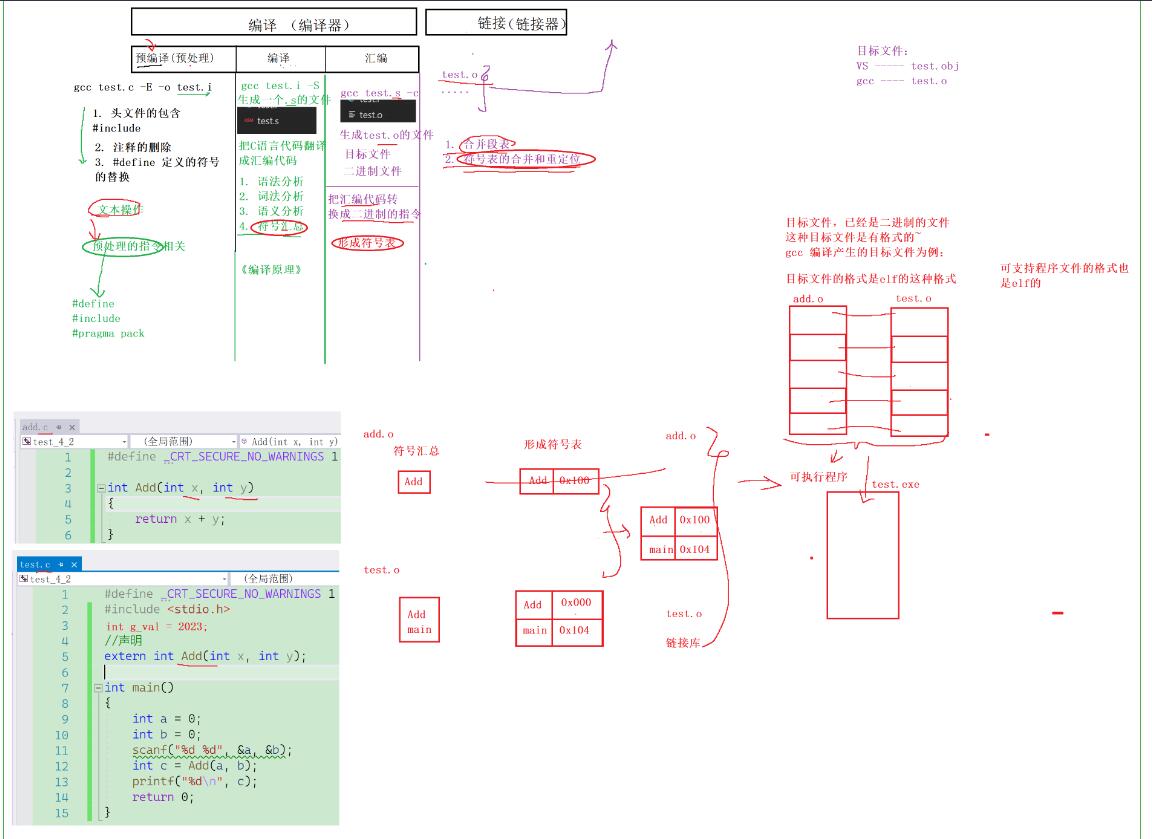 编译 （编译器）
链接(链接器)
预编译(预处理)
编译
汇编
gcc test.c -E -o test.i
1. 头文件的包含
#include
2. 注释的删除
3. #define 定义的符号
的替换
文本操作
预处理的指令相关
#define
#include
#pragma pack
gcc test.i -S
生成一个.s的文件
test.s
把C语言代码翻译
成汇编代码
1. 语法分析
2. 词法分析
3. 语义分析
4. 符号汇总
《编译原理》
gcc test.s -c
test.o
生成test.o的文件
目标文件
二进制文件
把汇编代码转
换成二进制的指令
形成符号表
test.o
.....
1. 合并段表
2. 符号表的合并和重定位
目标文件：
VS ----- test.obj
gcc ---- test.o
目标文件，已经是二进制的文件
这种目标文件是有格式的~
gcc 编译产生的目标文件为例：
目标文件的格式是elf的这种格式
可支持程序文件的格式也
是elf的
add.o
test.o
可执行程序
test.exe
add.c
test_4_2
(全局范围)
Add(int x, int y)
1 #define _CRT_SECURE_NO_WARNINGS 1
2
3 int Add(int x, int y)
4 {
5 return x + y;
6 }
test.c
test_4_2
(全局范围)
1 #define _CRT_SECURE_NO_WARNINGS 1
2 #include <stdio.h>
3 int g_val = 2023;
4 //声明
5 extern int Add(int x, int y);
6
7 int main()
8 {
9 int a = 0;
10 int b = 0;
11 scanf("%d %d", &a, &b);
12 int c = Add(a, b);
13 printf("%d\n", c);
14 return 0;
15 }
add.o
符号汇总
形成符号表
add.o
Add
Add 0x100
Add 0x100
main 0x104
test.o
Add
main
Add 0x000
main 0x104
test.o
链接库